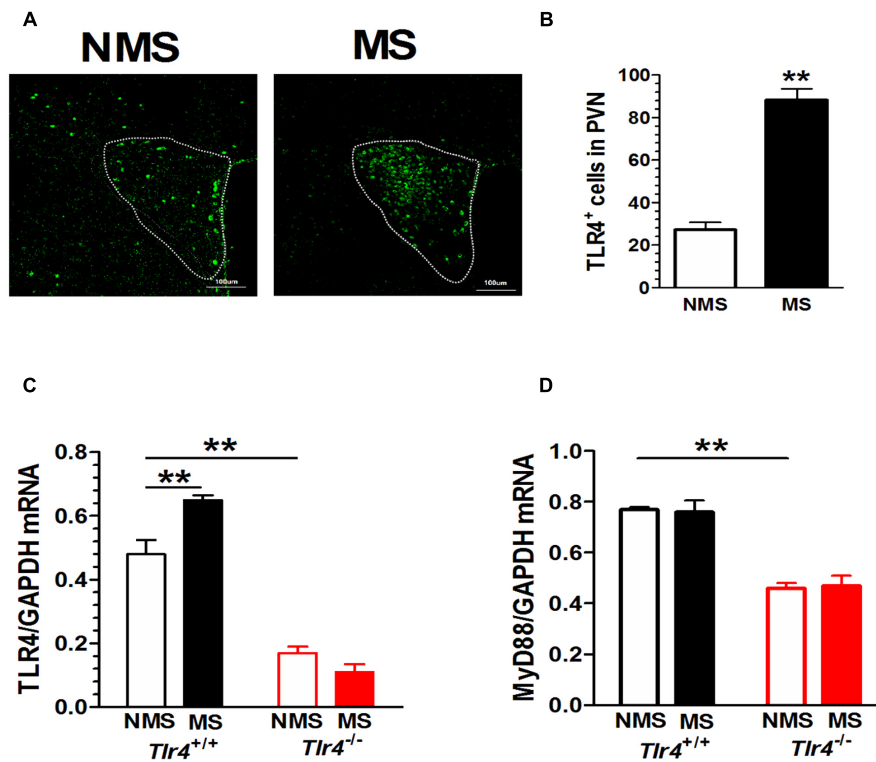 A
NMS
MS
100um
100um
B
**
TLR4+ cells in PVN
100
80
60
40
20
0
NMS
MS
C
**
**
TLR4/GAPDH mRNA
0.8
0.6
0.4
0.2
0.0
NMS MS NMS MS
Tlr4+/+ Tlr4-/-
D
**
MyD88/GAPDH mRNA
1.0
0.8
0.6
0.4
0.2
0.0
NMS MS NMS MS
Tlr4+/+ Tlr4-/-